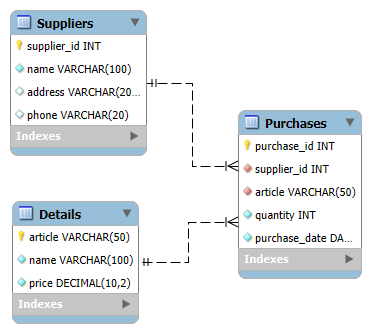 Suppliers
supplier_id INT
name VARCHAR(100)
address VARCHAR(20...
phone VARCHAR(20)
Indexes
Purchases
purchase_id INT
supplier_id INT
article VARCHAR(50)
quantity INT
purchase_date DA...
Indexes
Details
article VARCHAR(50)
name VARCHAR(100)
price DECIMAL(10,2)
Indexes